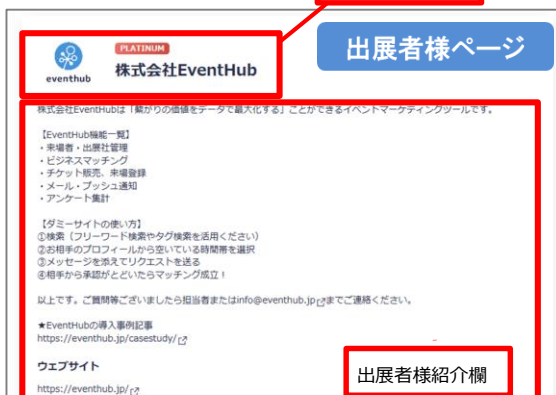 出展者様ページ
PLATINUM
株式会社EventHub
eventhub
株式会社EventHubは「繋がりの価値をデータで最大化する」ことができるイベントマーケティングツールです。
【EventHub機能一覧】
・来場者・出展社管理
・ビジネスマッチング
・チケット販売、来場登録
・メール・プッシュ通知
・アンケート集計
【ダミーサイトの使い方】
①検索（フリーワード検索やタグ検索を活用ください）
②お相手のプロフィールから空いている時間帯を選択
③メッセージを添えてリクエストを送る
④相手から承認がとどいたらマッチング成立！
以上です。ご質問等ございましたら担当者またはinfo@eventhub.jpまでご連絡ください。
★EventHubの導入事例記事
https://eventhub.jp/casestudy/
ウェブサイト
出展者様紹介欄
https://eventhub.jp/